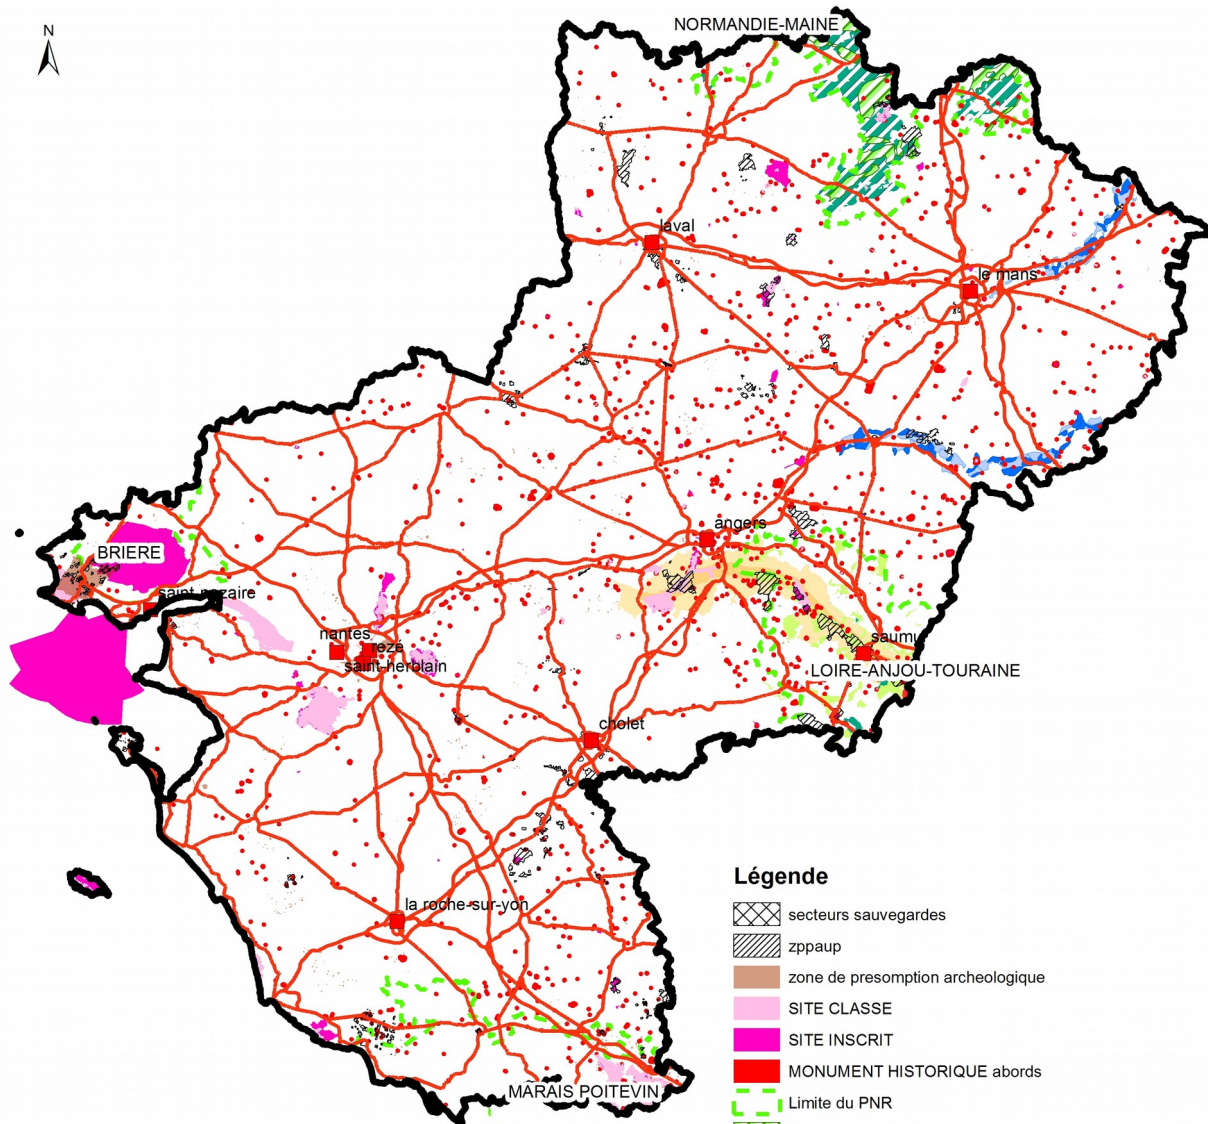 N
NORMANDIE-MAINE
laval
le mans
angers
BRIERE
saint-nazaire
nantes
rezé
saint-herblain
saumu
LOIRE-ANJOU-TOURAINE
cholet
la roche-sur-yon
MARAIS POITEVIN
Légende
secteurs sauvegardes
zppaup
zone de presomption archeologique
SITE CLASSE
SITE INSCRIT
MONUMENT HISTORIQUE abords
Limite du PNR